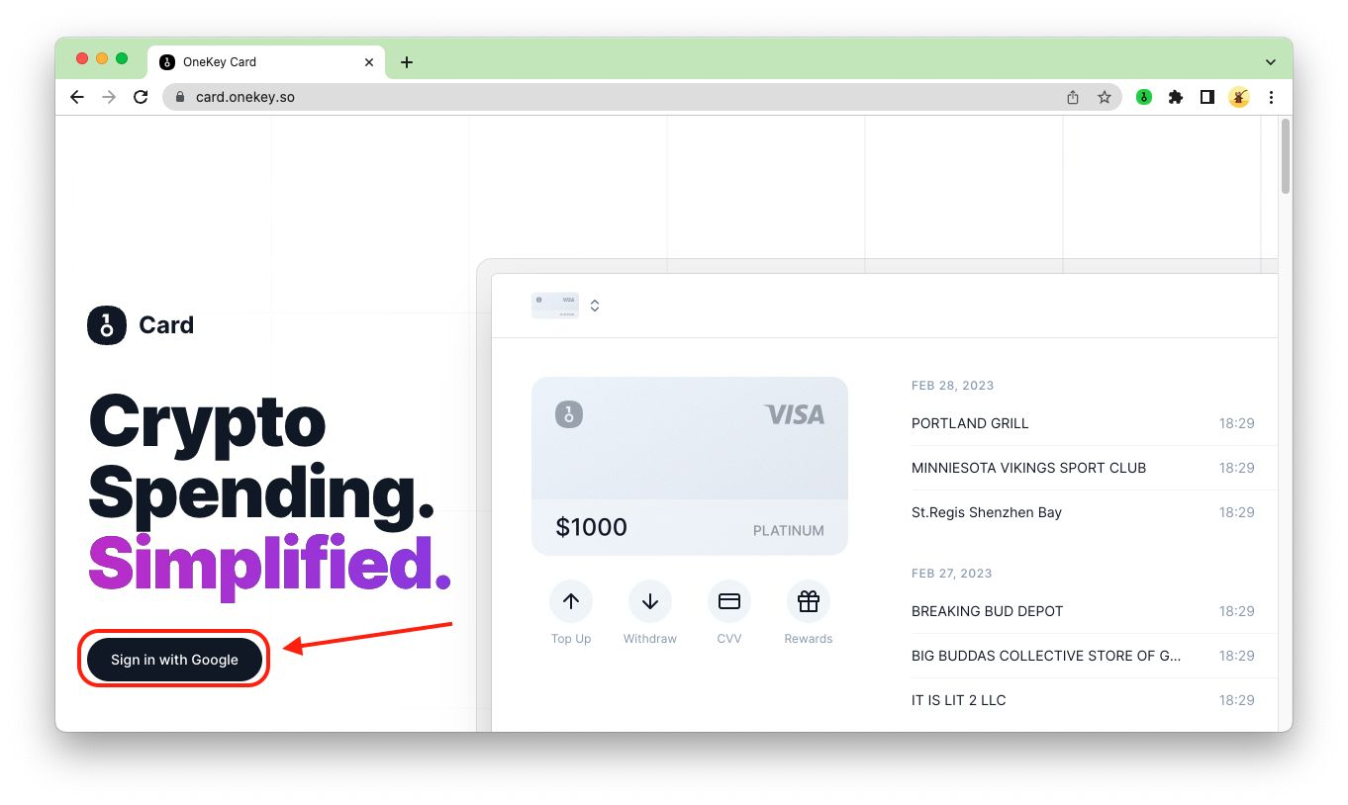 OneKey Card
card.onekey.so
Card
Crypto
Spending.
Simplified.
Sign in with Google
VISA
VISA
$1000
PLATINUM
Top Up
Withdraw
CVV
Rewards
FEB 28, 2023
PORTLAND GRILL 18:29
MINNIESOTA VIKINGS SPORT CLUB 18:29
St.Regis Shenzhen Bay 18:29
FEB 27, 2023
BREAKING BUD DEPOT 18:29
BIG BUDDAS COLLECTIVE STORE OF G... 18:29
IT IS LIT 2 LLC 18:29